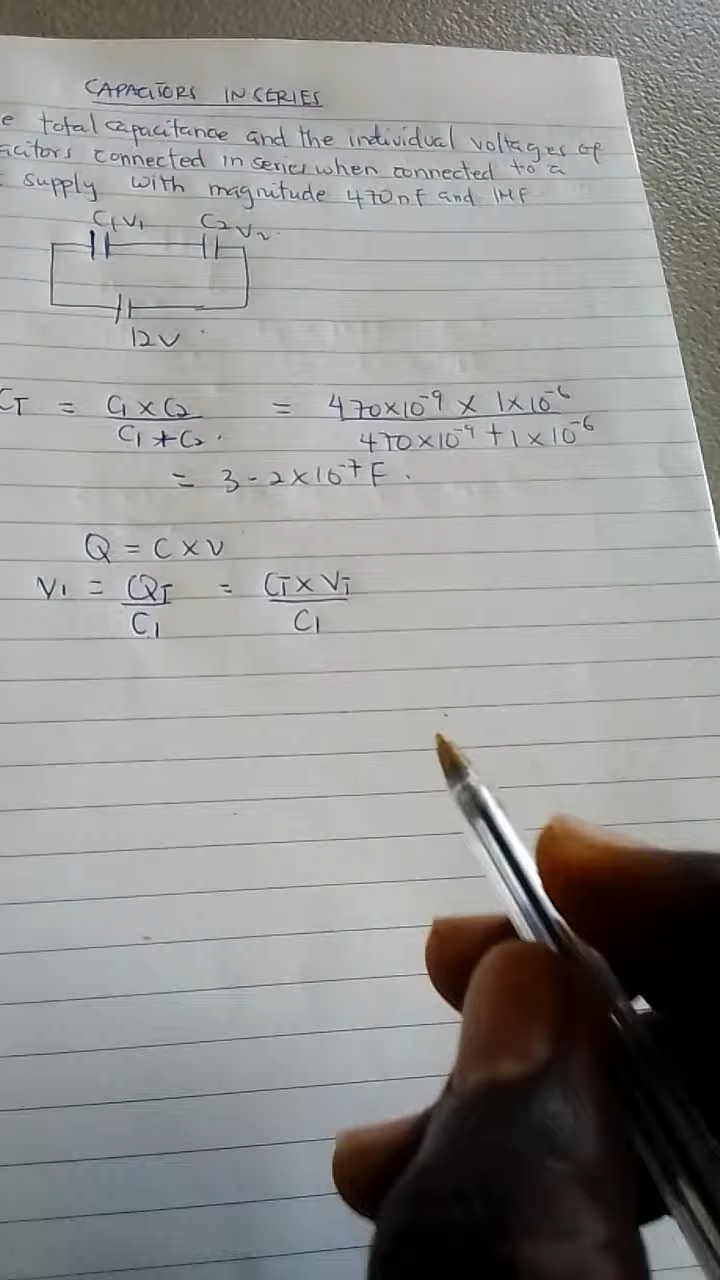 CAPACITORS IN SERIES
e total capacitance and the individual voltages of
acitors connected in series when connected to a
supply with magnitude 470nF and 1µF
C1V1 C2V2
12V
CT = C1 × C2 / C1 + C2 = 470×10⁻⁹ × 1×10⁻⁶ / 470×10⁻⁹ + 1×10⁻⁶
= 3-2×10⁻⁷F.
Q = C×V
V1 = QT / C1 = CT × VT / C1